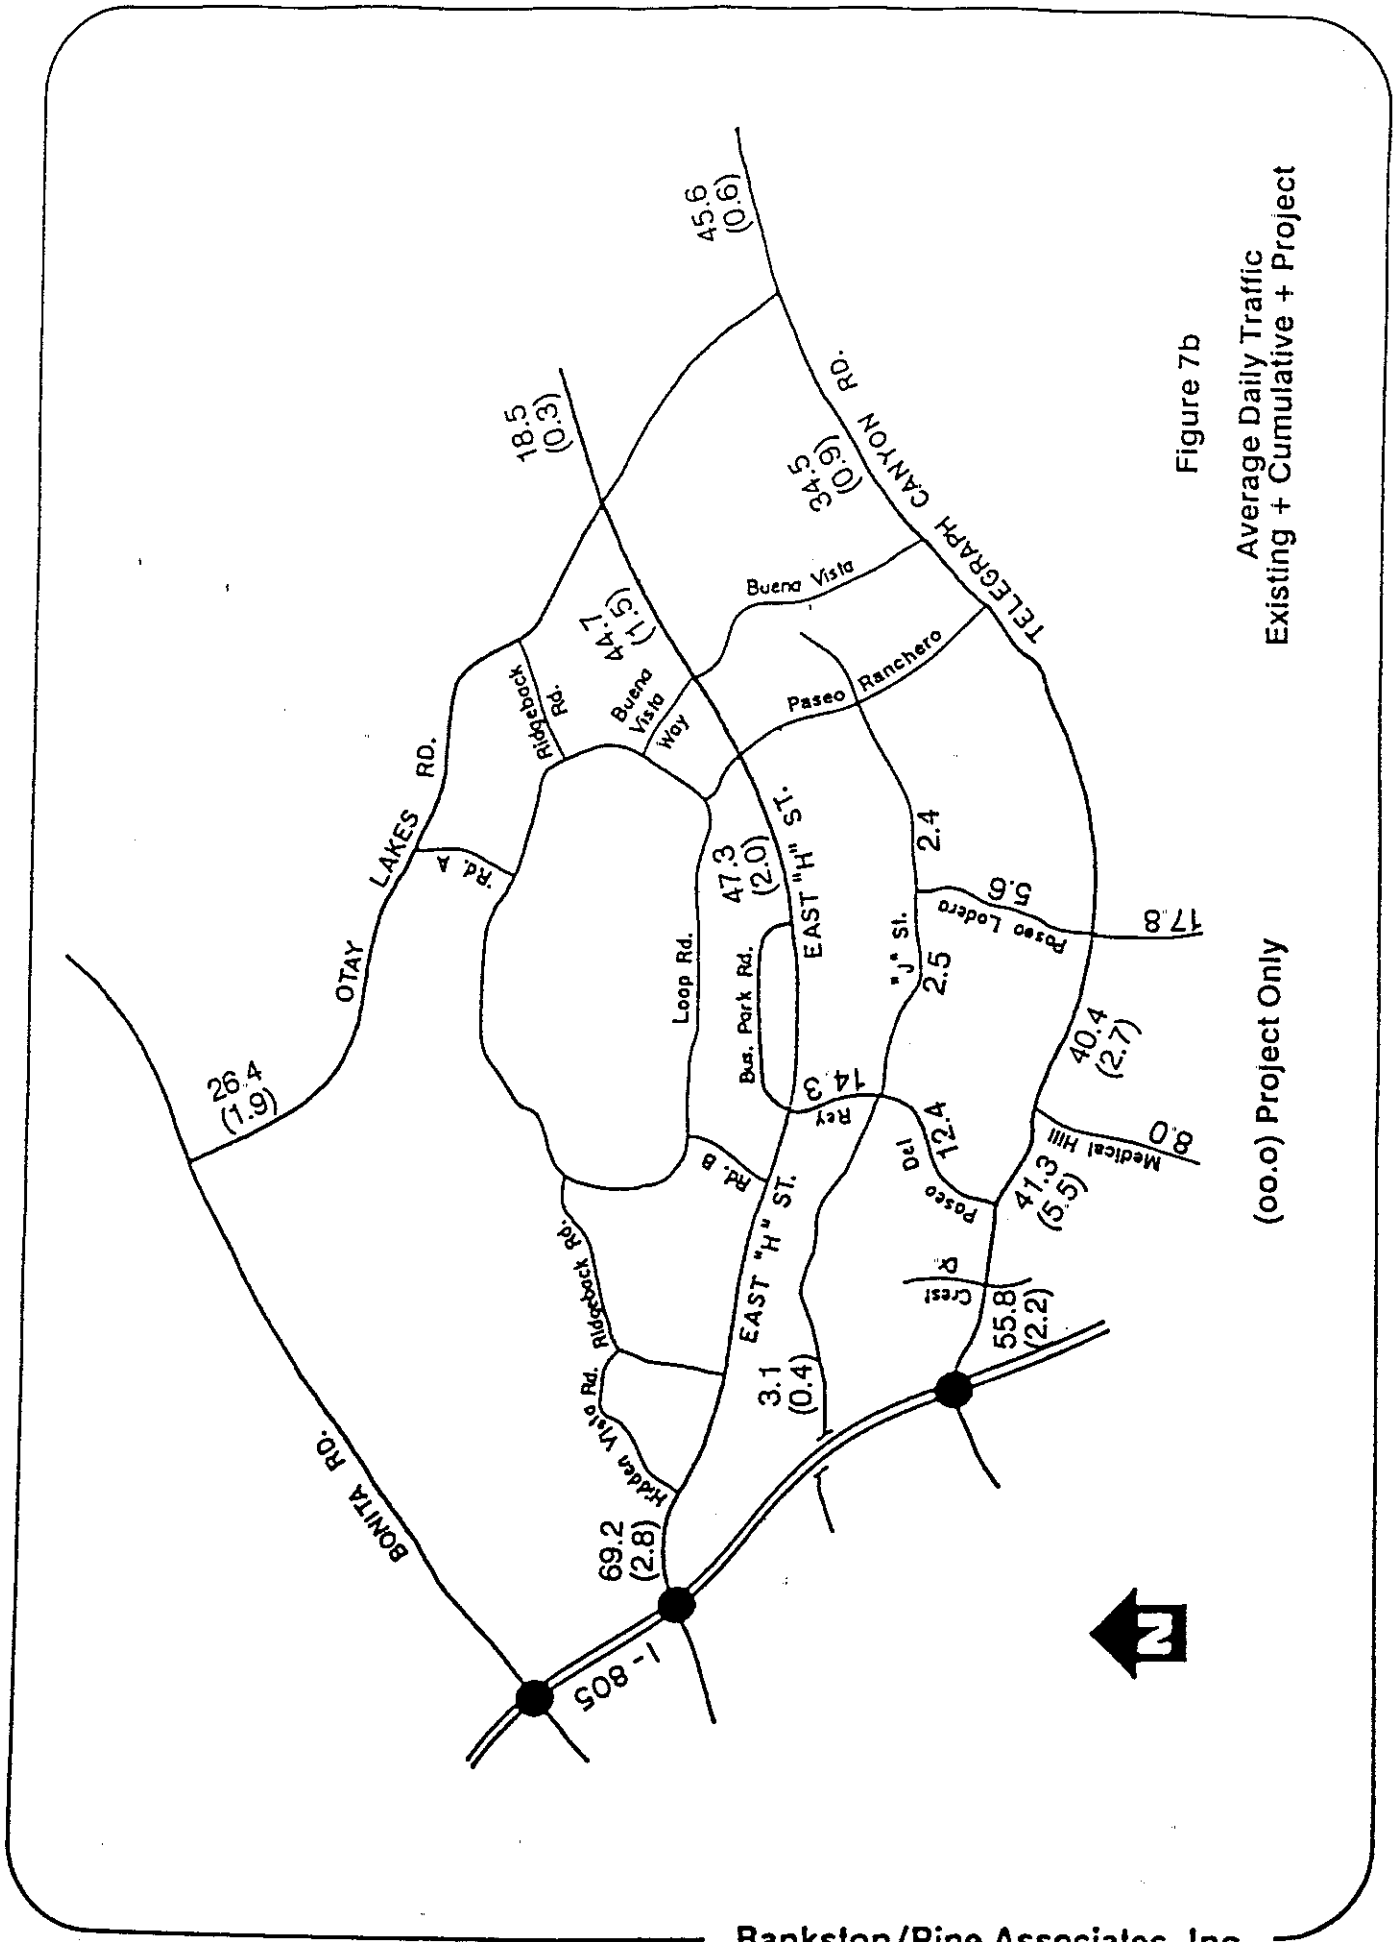 BONITA RD.
OTAY LAKES RD.
26.4
(1.9)
"Rd. A
Ridgeback
Rd.
18.5
(0.3)
44.7
(1.5)
Buena
Vista
Way
45.6
(0.6)
I-805
69.2
(2.8)
Hidden Vista Rd.
Ridgeback Rd.
Rd. B
Loop Rd.
Bus. Park Rd.
47.3
(2.0)
EAST "H" ST.
EAST "H" ST.
Paseo Ranchero
Buena Vista
34.5
(0.9)
TELEGRAPH CANYON RD.
3.1
(0.4)
Paseo Del Rey
14.3
12.4
"J" St.
2.5
2.4
Paseo Ladera
5.6
17.8
Crest
55.8
(2.2)
41.3
(5.5)
Medical Hill
8.0
40.4
(2.7)
N
(oo.o) Project Only
Figure 7b
Average Daily Traffic
Existing + Cumulative + Project
Bankston/Pine Associates, Inc.